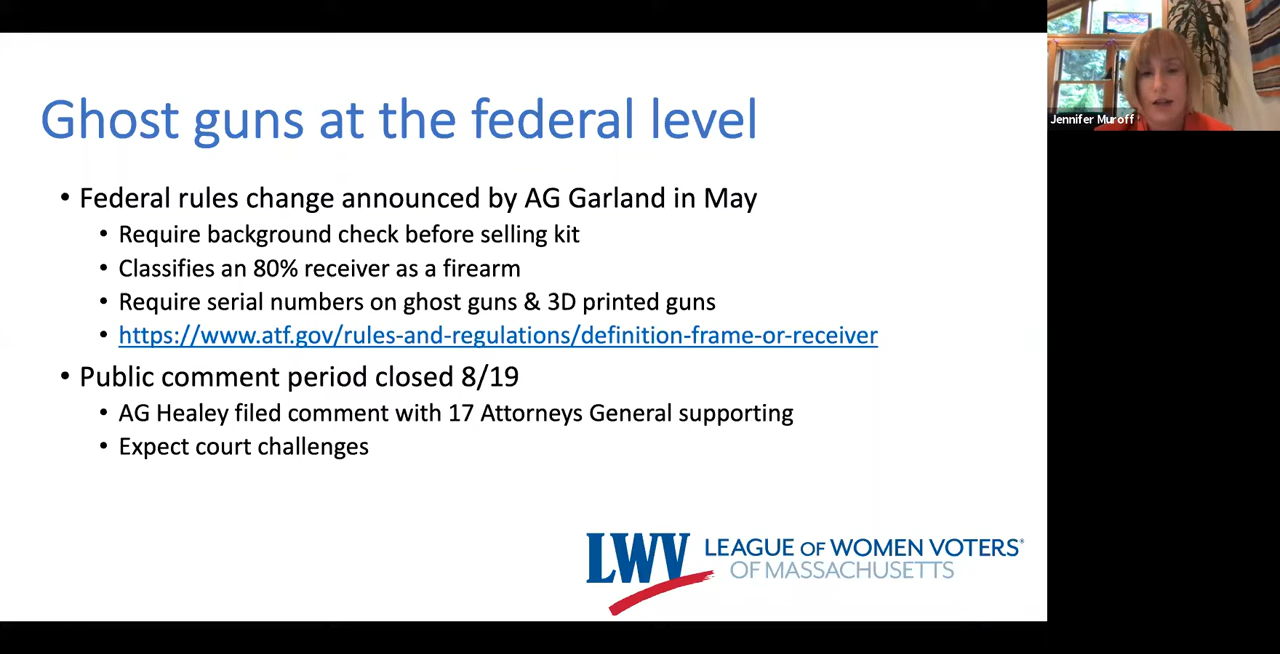 Ghost guns at the federal level
• Federal rules change announced by AG Garland in May
• Require background check before selling kit
• Classifies an 80% receiver as a firearm
• Require serial numbers on ghost guns & 3D printed guns
• https://www.atf.gov/rules-and-regulations/definition-frame-or-receiver
• Public comment period closed 8/19
• AG Healey filed comment with 17 Attorneys General supporting
• Expect court challenges
LWV LEAGUE OF WOMEN VOTERS®
OF MASSACHUSETTS
Jennifer Muroff